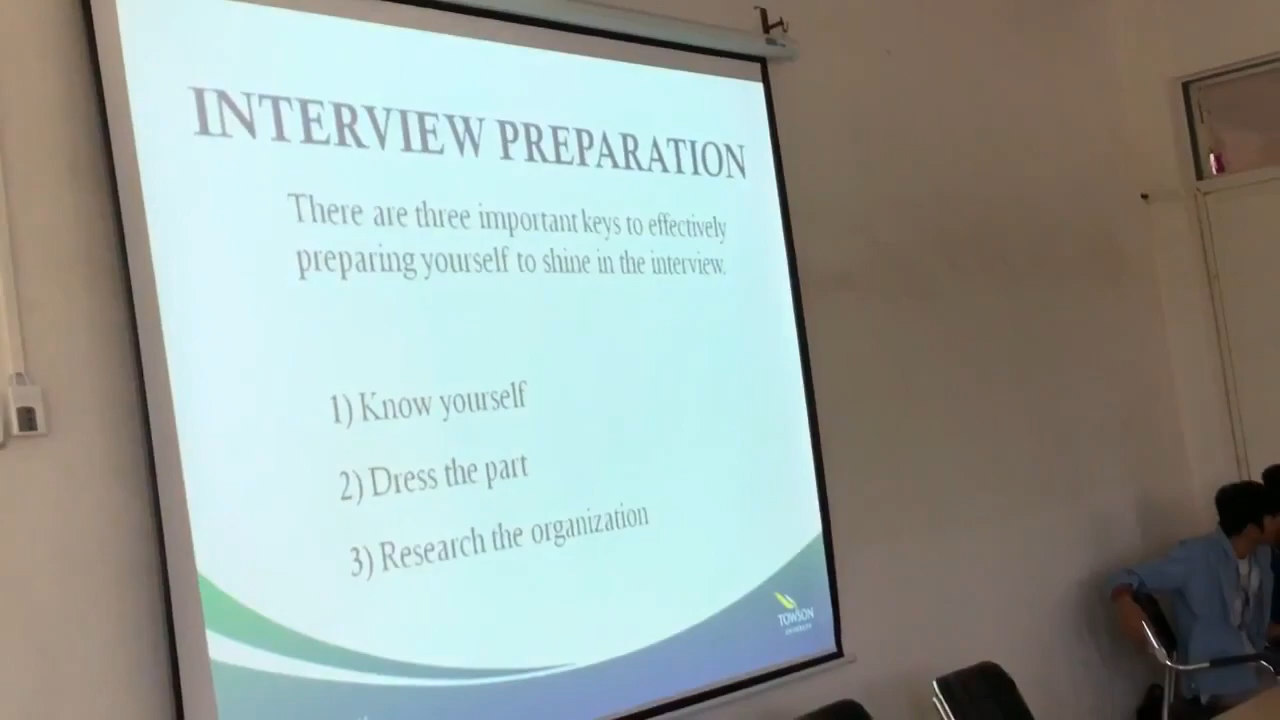 INTERVIEW PREPARATION
There are three important keys to effectively
preparing yourself to shine in the interview.
1) Know yourself
2) Dress the part
3) Research the organization
TOWSON
UNIVERSITY